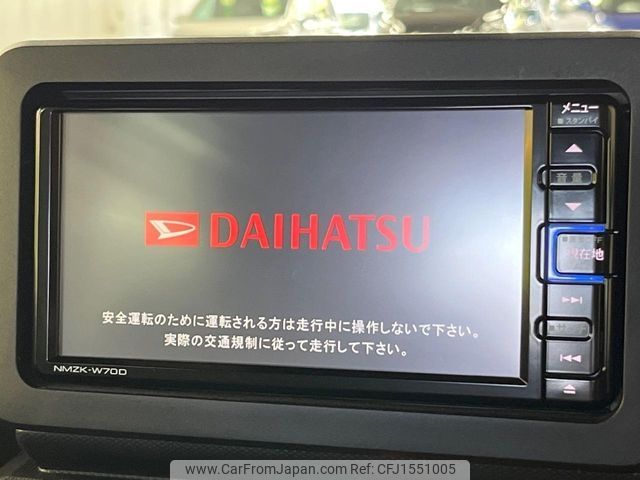 メニュー
スタンバイ
音量
DAIHATSU
現在地
安全運転のために運転される方は走行中に操作しないで下さい。
実際の交通規制に従って走行して下さい。
NMZK-W70D
www.CarFromJapan.com - CFJ1551005